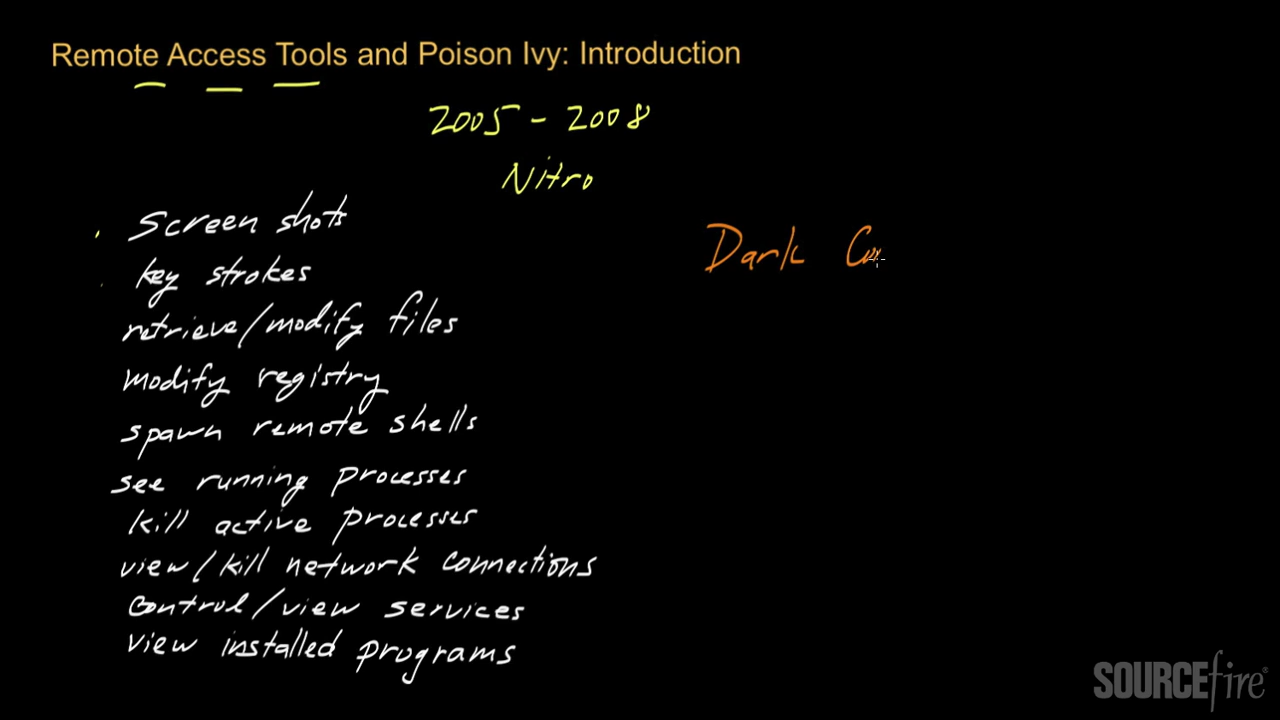 Remote Access Tools and Poison Ivy: Introduction
2005 - 2008
Nitro
Screen shots
key strokes
retrieve/modify files
modify registry
spawn remote shells
see running processes
kill active processes
view/kill network connections
control/view services
view installed programs
Dark
SOURCEfire®